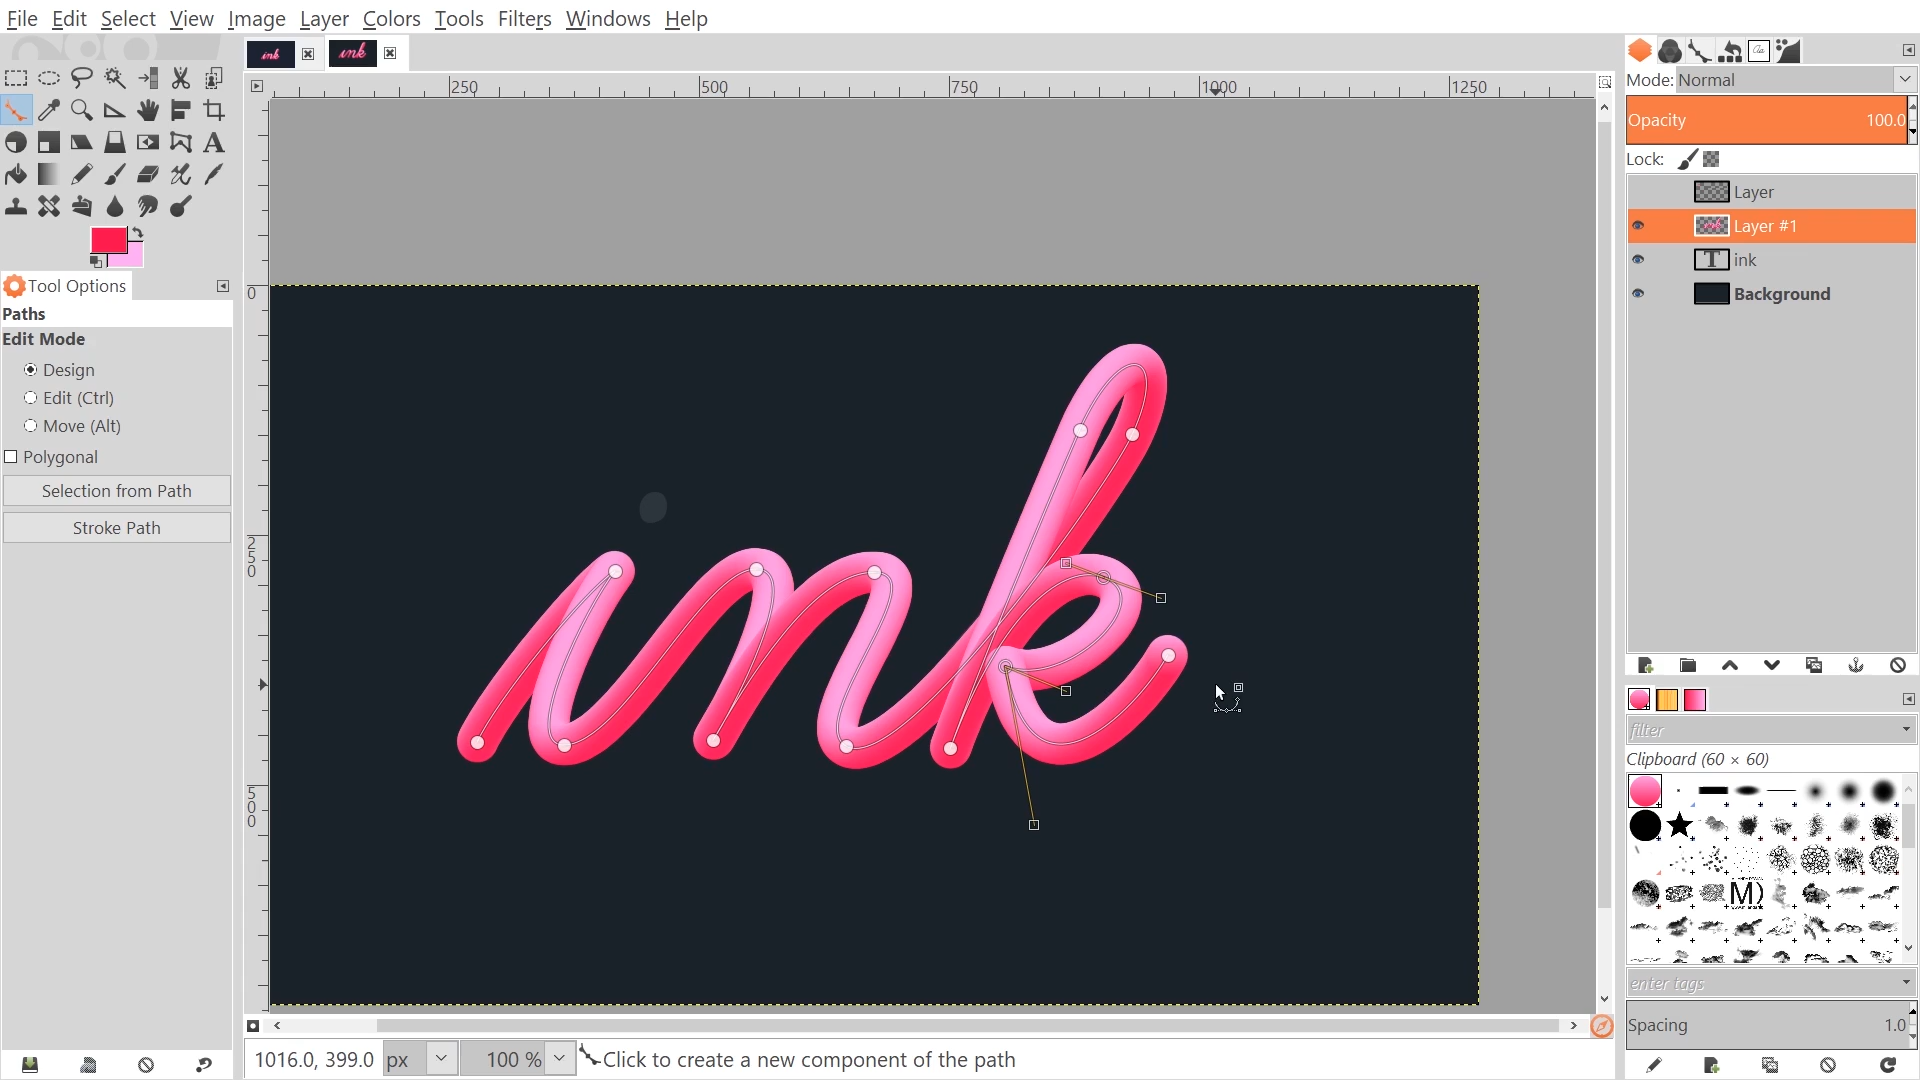 File Edit Select View Image Layer Colors Tools Filters Windows Help
250 500 750 1000 1250
Mode: Normal
Opacity 100.0
Lock:
Layer
Layer #1
ink
Background
Tool Options
Paths
Edit Mode
Design
Edit (Ctrl)
Move (Alt)
Polygonal
Selection from Path
Stroke Path
0
250
500
ink
filter
Clipboard (60 × 60)
enter tags
Spacing 1.0
1016.0, 399.0 px 100 % Click to create a new component of the path